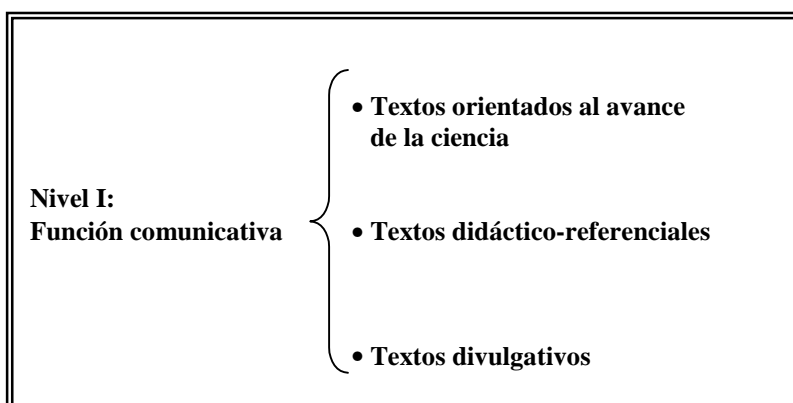 • Textos orientados al avance
de la ciencia
Nivel I:
Función comunicativa
• Textos didáctico-referenciales
• Textos divulgativos